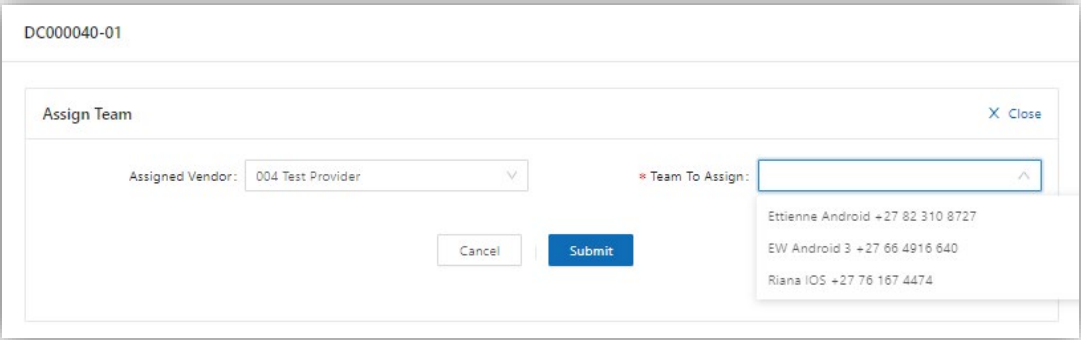 DC000040-01
Assign Team
X Close
Assigned Vendor: 004 Test Provider
* Team To Assign:
Ettienne Android +27 82 310 8727
EW Android 3 +27 66 4916 640
Riana IOS +27 76 167 4474
Cancel
Submit